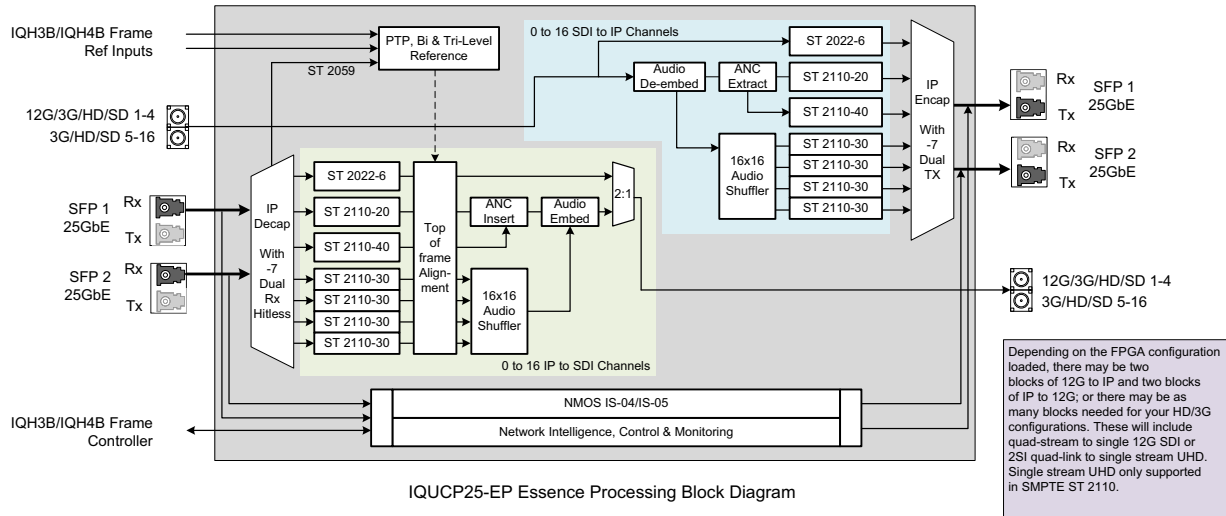 IQH3B/IQH4B Frame
Ref Inputs
PTP, Bi & Tri-Level
Reference
ST 2059
12G/3G/HD/SD 1-4
3G/HD/SD 5-16
0 to 16 SDI to IP Channels
Audio
De-embed
ANC
Extract
ST 2022-6
ST 2110-20
ST 2110-40
16x16
Audio
Shuffler
ST 2110-30
ST 2110-30
ST 2110-30
ST 2110-30
IP
Encap
With
-7
Dual
TX
Rx
Tx
SFP 1
25GbE
Rx
Tx
SFP 2
25GbE
SFP 1
25GbE
Rx
Tx
SFP 2
25GbE
Rx
Tx
IP
Decap
With
-7
Dual
Rx
Hitless
ST 2022-6
ST 2110-20
ST 2110-40
ST 2110-30
ST 2110-30
ST 2110-30
ST 2110-30
Top
of
frame
Align-
ment
ANC
Insert
Audio
Embed
2:1
16x16
Audio
Shuffler
0 to 16 IP to SDI Channels
12G/3G/HD/SD 1-4
3G/HD/SD 5-16
IQH3B/IQH4B Frame
Controller
NMOS IS-04/IS-05
Network Intelligence, Control & Monitoring
Depending on the FPGA configuration
loaded, there may be two
blocks of 12G to IP and two blocks
of IP to 12G; or there may be as
many blocks needed for your HD/3G
configurations. These will include
quad-stream to single 12G SDI or
2SI quad-link to single stream UHD.
Single stream UHD only supported
in SMPTE ST 2110.
IQUCP25-EP Essence Processing Block Diagram